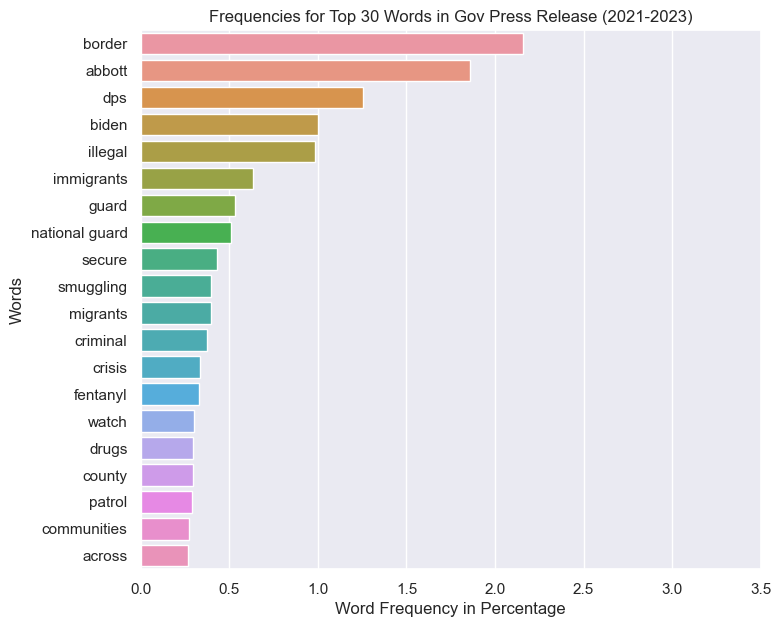 Frequencies for Top 30 Words in Gov Press Release (2021-2023)
border
abbott
dps
biden
illegal
immigrants
guard
national guard
secure
smuggling
migrants
criminal
crisis
fentanyl
watch
drugs
county
patrol
communities
across
Words
0.0 0.5 1.0 1.5 2.0 2.5 3.0 3.5
Word Frequency in Percentage